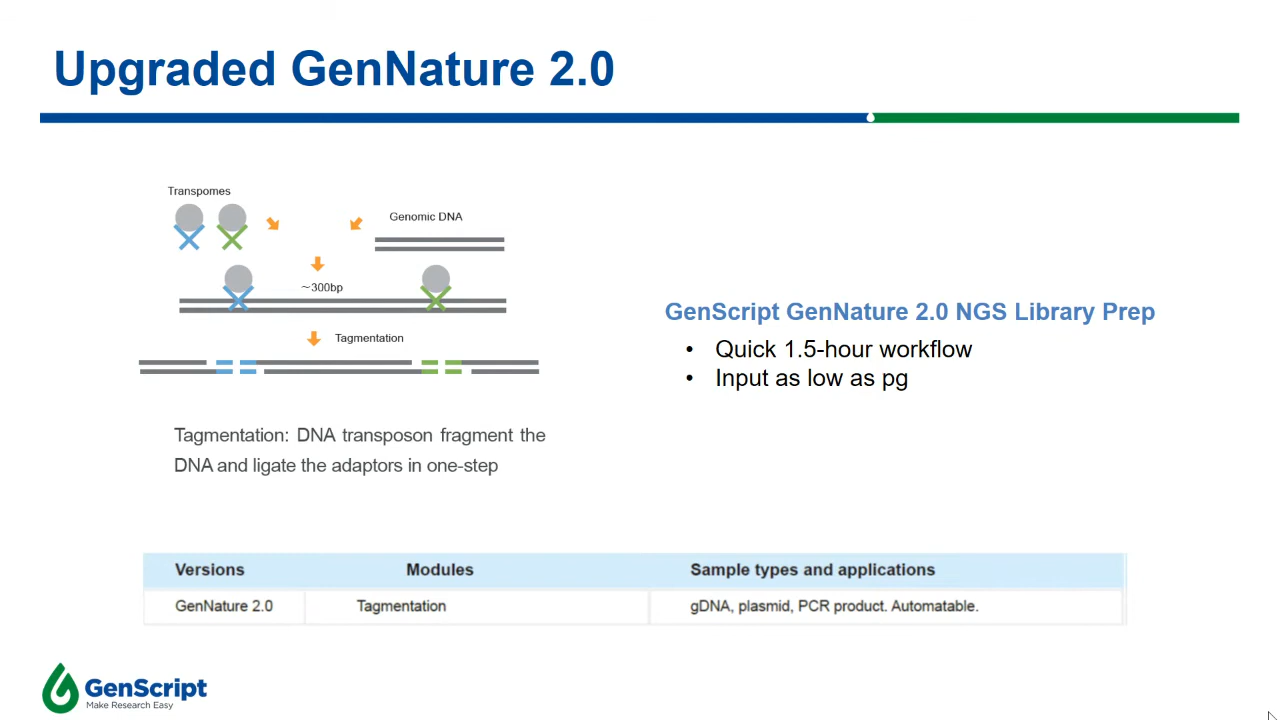 Upgraded GenNature 2.0
Transpomes
Genomic DNA
~300bp
Tagmentation
Tagmentation: DNA transposon fragment the
DNA and ligate the adaptors in one-step
GenScript GenNature 2.0 NGS Library Prep
• Quick 1.5-hour workflow
• Input as low as pg
Versions Modules Sample types and applications
GenNature 2.0 Tagmentation gDNA, plasmid, PCR product. Automatable.
GenScript
Make Research Easy